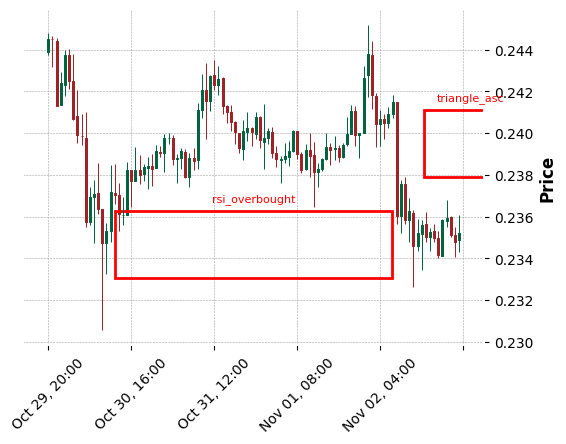 0.244
0.242
triangle_asc
0.240
0.238
rsi_overbought
0.236
0.234
0.232
0.230
Price
Oct 29, 20:00
Oct 30, 16:00
Oct 31, 12:00
Nov 01, 08:00
Nov 02, 04:00